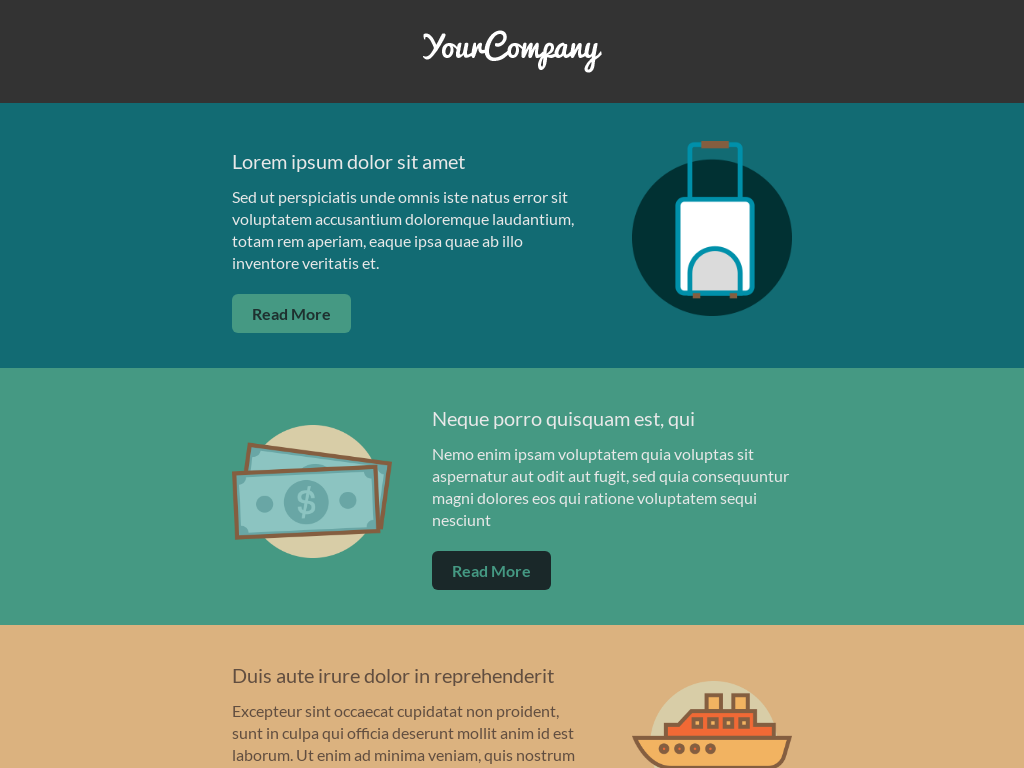 YourCompany
Lorem ipsum dolor sit amet
Sed ut perspiciatis unde omnis iste natus error sit
voluptatem accusantium doloremque laudantium,
totam rem aperiam, eaque ipsa quae ab illo
inventore veritatis et.
Read More
Neque porro quisquam est, qui
Nemo enim ipsam voluptatem quia voluptas sit
aspernatur aut odit aut fugit, sed quia consequuntur
magni dolores eos qui ratione voluptatem sequi
nesciunt
$
Read More
Duis aute irure dolor in reprehenderit
Excepteur sint occaecat cupidatat non proident,
sunt in culpa qui officia deserunt mollit anim id est
laborum. Ut enim ad minima veniam, quis nostrum